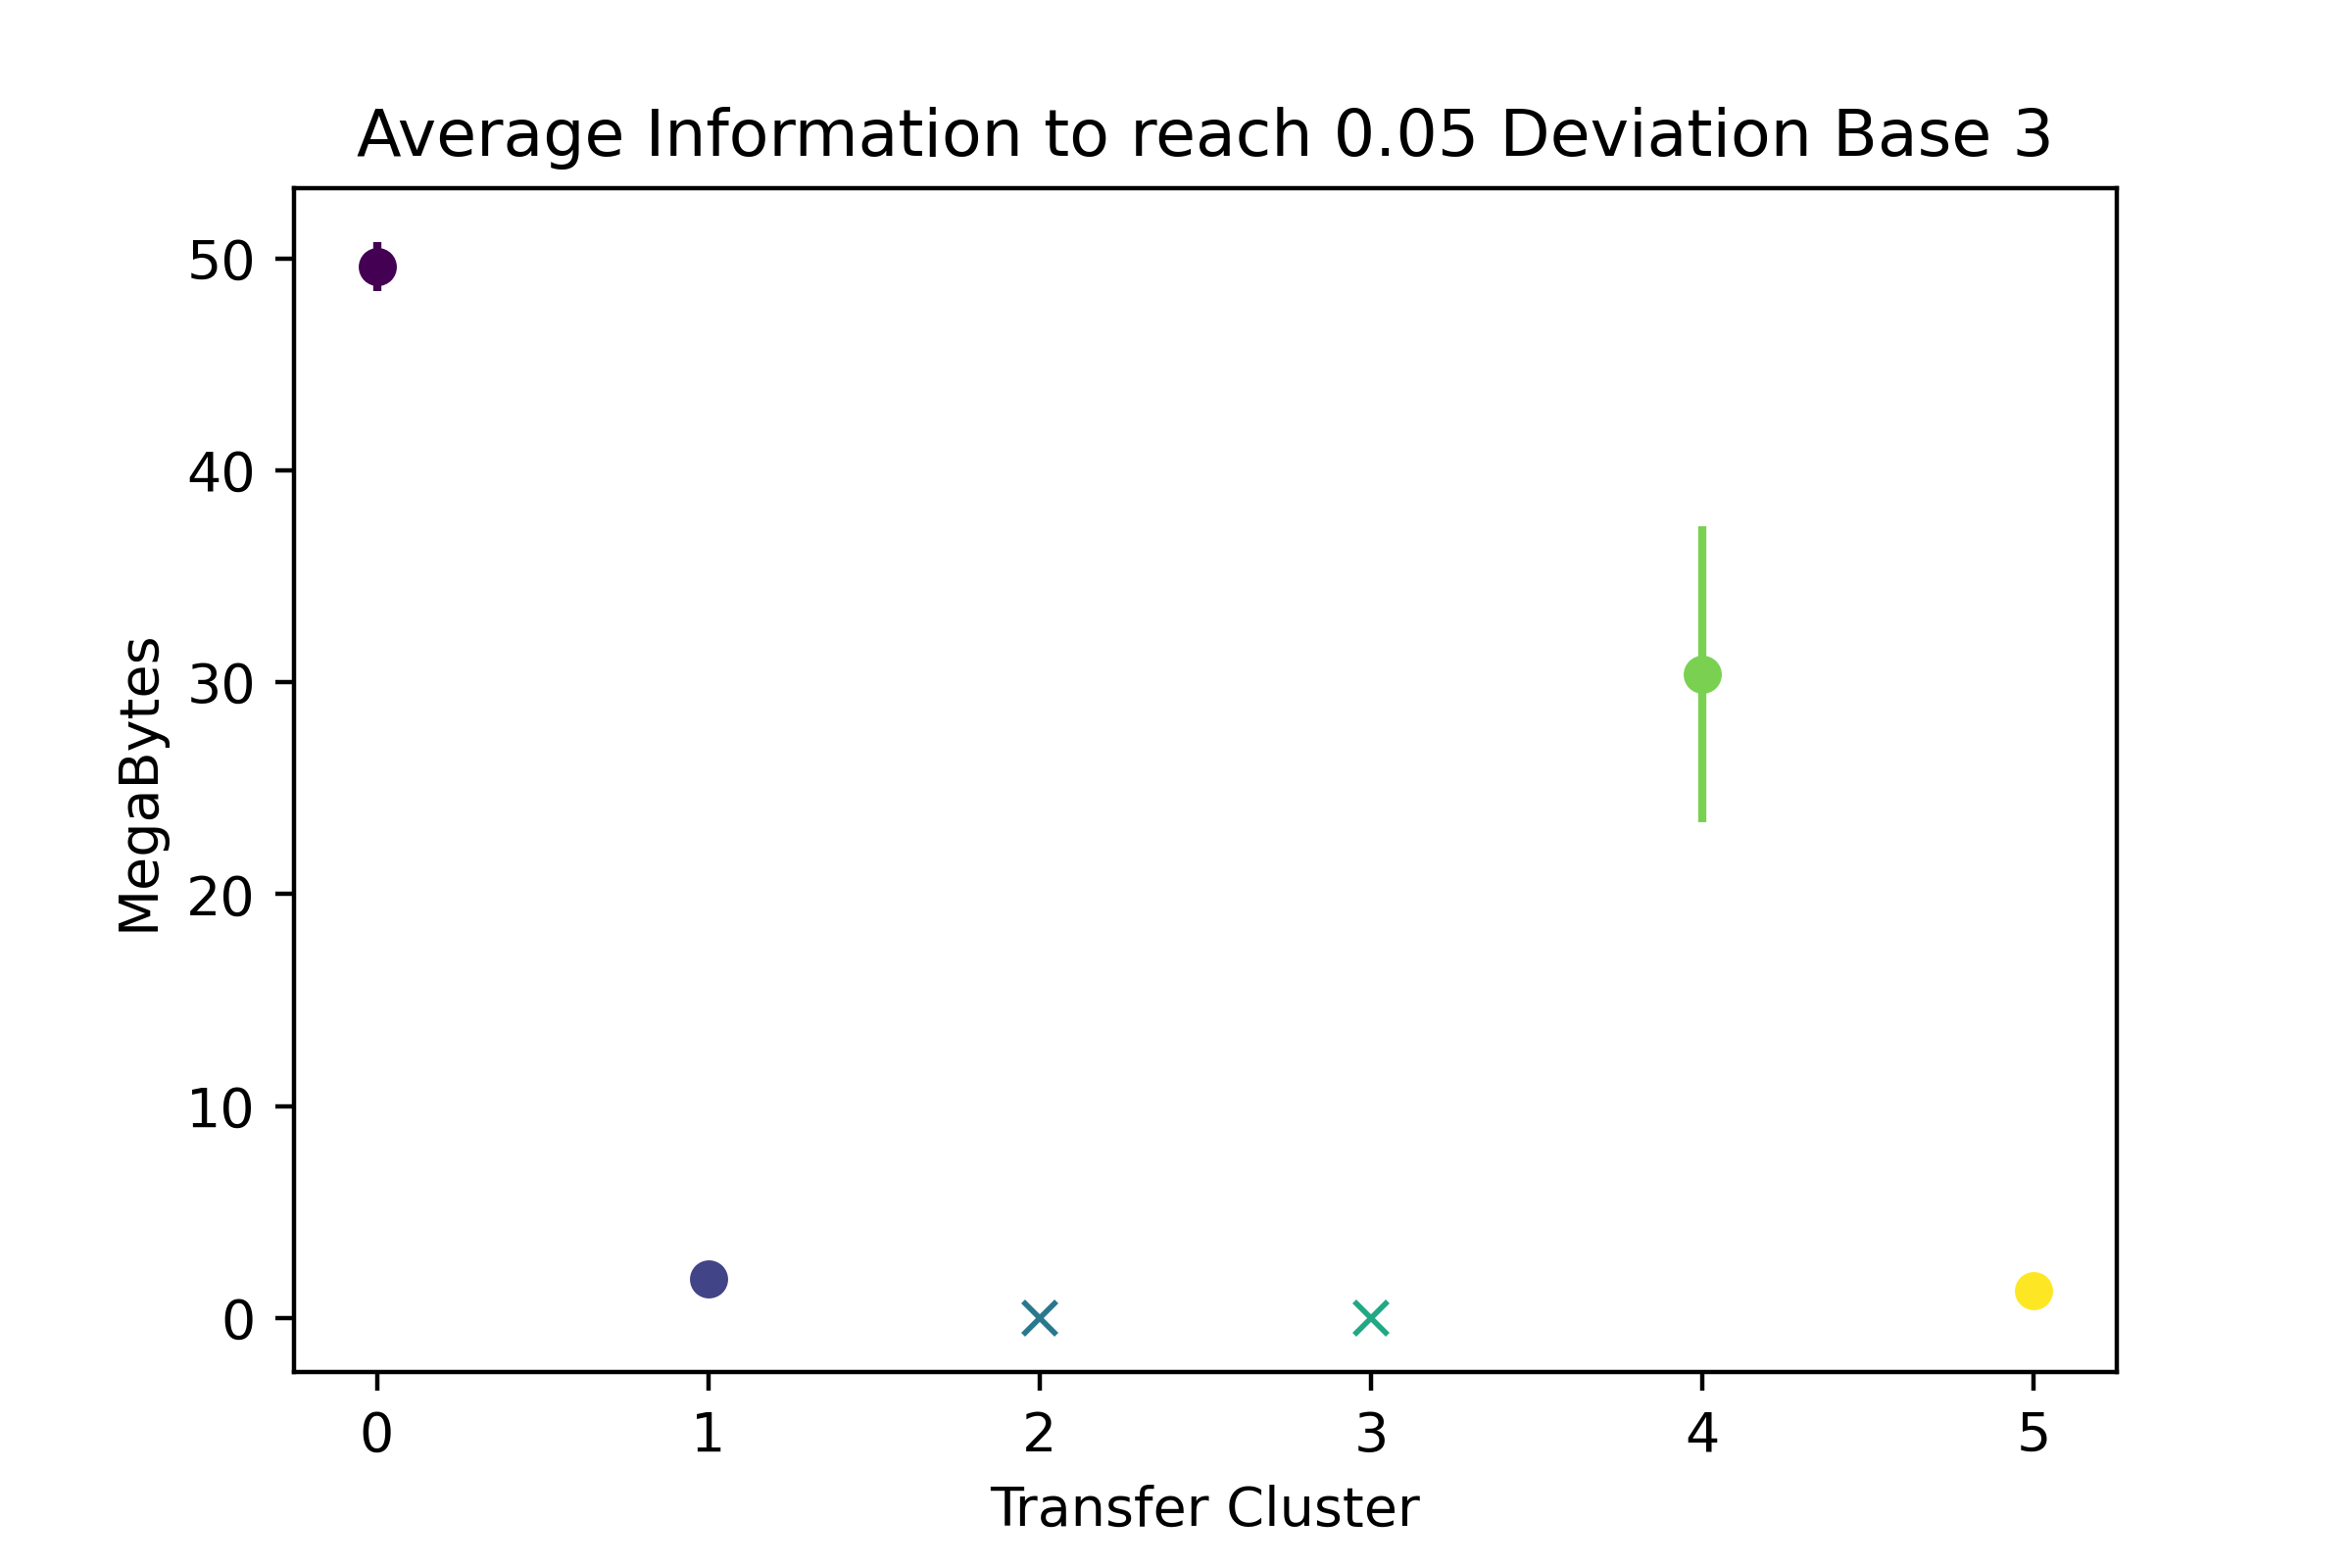 Average Information to reach 0.05 Deviation Base 3
50
40
30
20
10
0
MegaBytes
0 1 2 3 4 5
Transfer Cluster